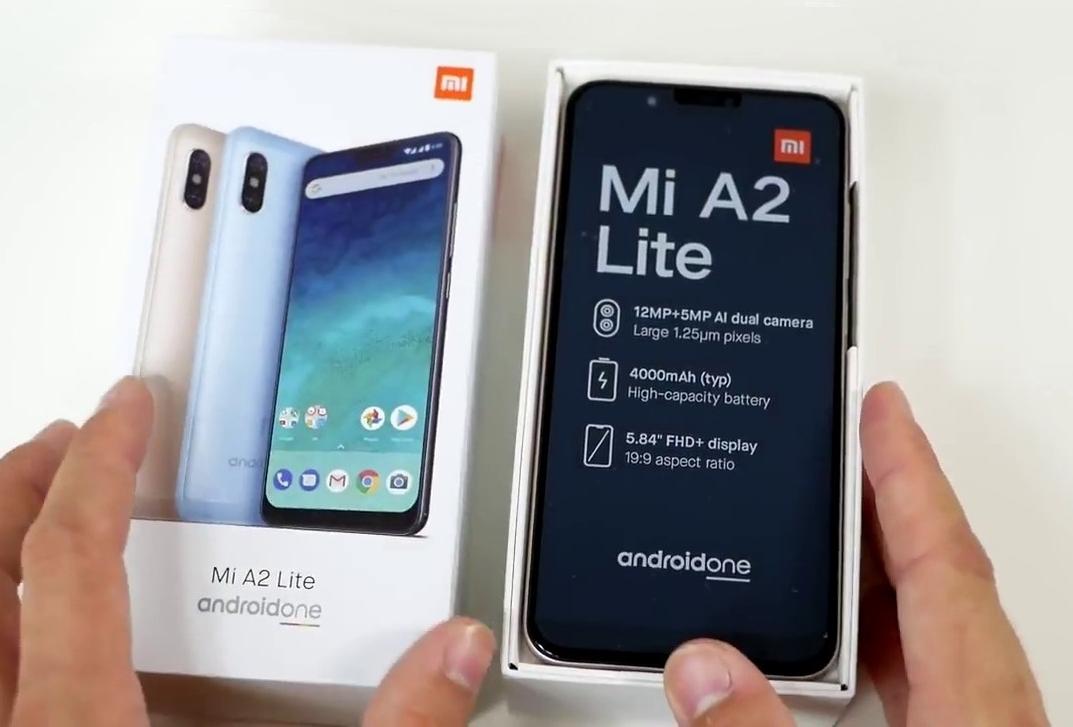 mi
Mi A2 Lite
androidone
mi
Mi A2
Lite
12MP+5MP AI dual camera
Large 1.25μm pixels
4000mAh (typ)
High-capacity battery
5.84" FHD+ display
19:9 aspect ratio
androidone